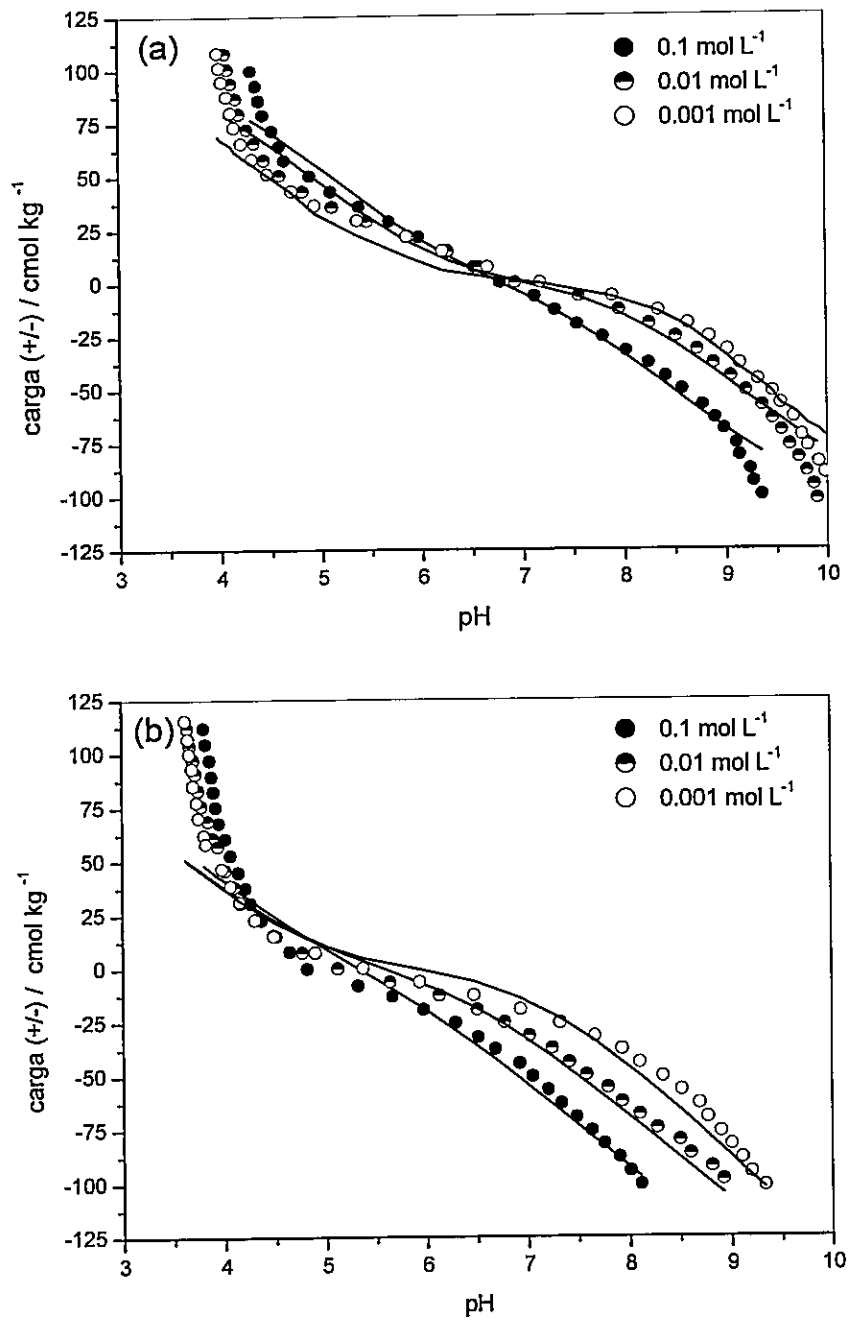 (a)
0.1 mol L⁻¹
0.01 mol L⁻¹
0.001 mol L⁻¹
125
100
75
50
25
0
-25
-50
-75
-100
-125
carga (+/-) / cmol kg⁻¹
3 4 5 6 7 8 9 10
pH
(b)
0.1 mol L⁻¹
0.01 mol L⁻¹
0.001 mol L⁻¹
125
100
75
50
25
0
-25
-50
-75
-100
-125
carga (+/-) / cmol kg⁻¹
3 4 5 6 7 8 9 10
pH